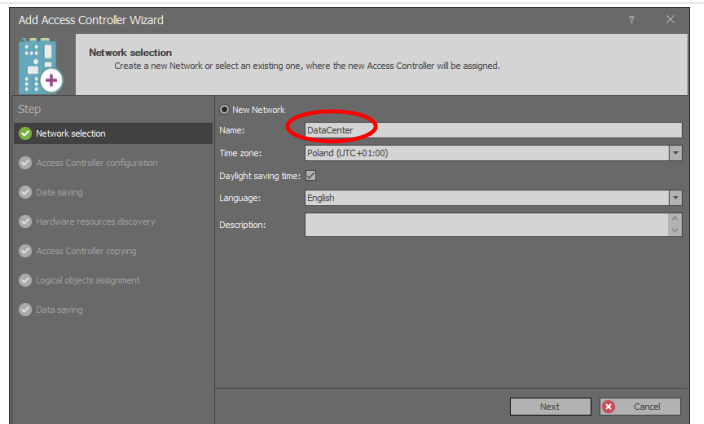 Add Access Controller Wizard
Network selection
Create a new Network or select an existing one, where the new Access Controller will be assigned.
Step
Network selection
Access Controller configuration
Data saving
Hardware resources discovery
Access Controller copying
Logical objects assignment
Data saving
New Network
Name: DataCenter
Time zone: Poland (UTC+01:00)
Daylight saving time:
Language: English
Description:
Next Cancel